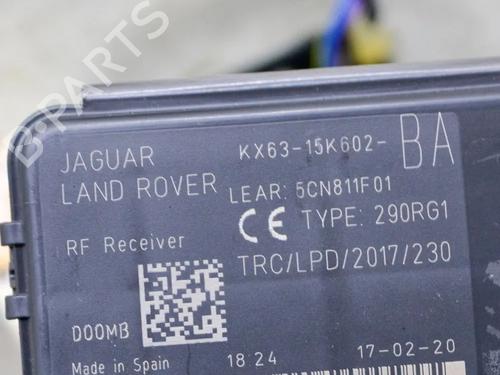 B-PARTS
JAGUAR
LAND ROVER
KX63-15K602-BA
LEAR: 5CN811F01
CE TYPE: 290RG1
RF Receiver
TRC/LPD/2017/230
DOOMB
Made in Spain
18:24
17-02-20